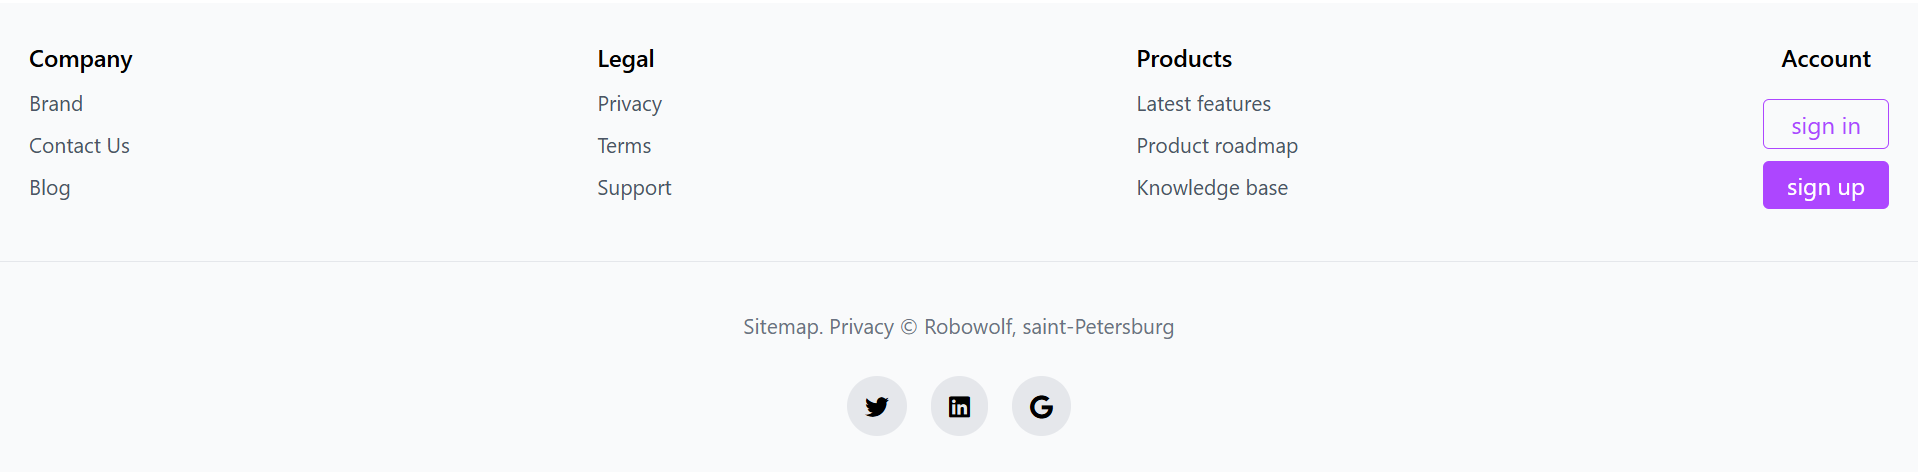 Company
Brand
Contact Us
Blog
Legal
Privacy
Terms
Support
Products
Latest features
Product roadmap
Knowledge base
Account
sign in
sign up
Sitemap. Privacy © Robowolf, saint-Petersburg